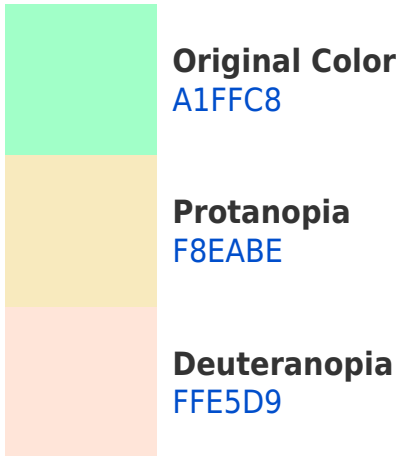 Original Color
A1FFC8
Protanopia
F8EABE
Deuteranopia
FFE5D9